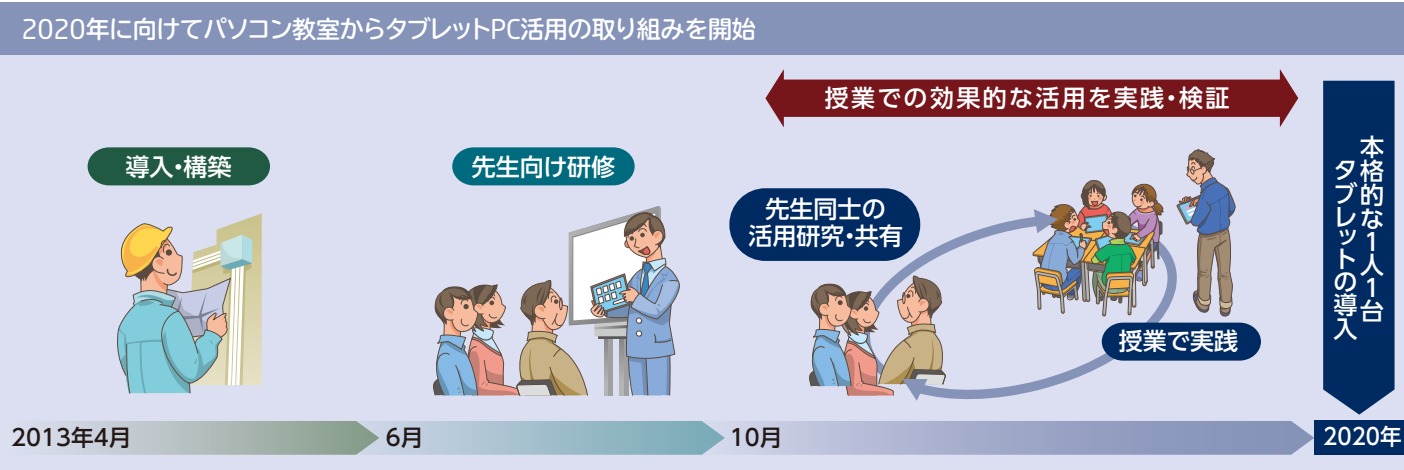 2020年に向けてパソコン教室からタブレットPC活用の取り組みを開始
授業での効果的な活用を実践・検証
導入・構築
先生向け研修
先生同士の
活用研究・共有
授業で実践
本格的な1人1台
タブレットの導入
2013年4月
6月
10月
2020年